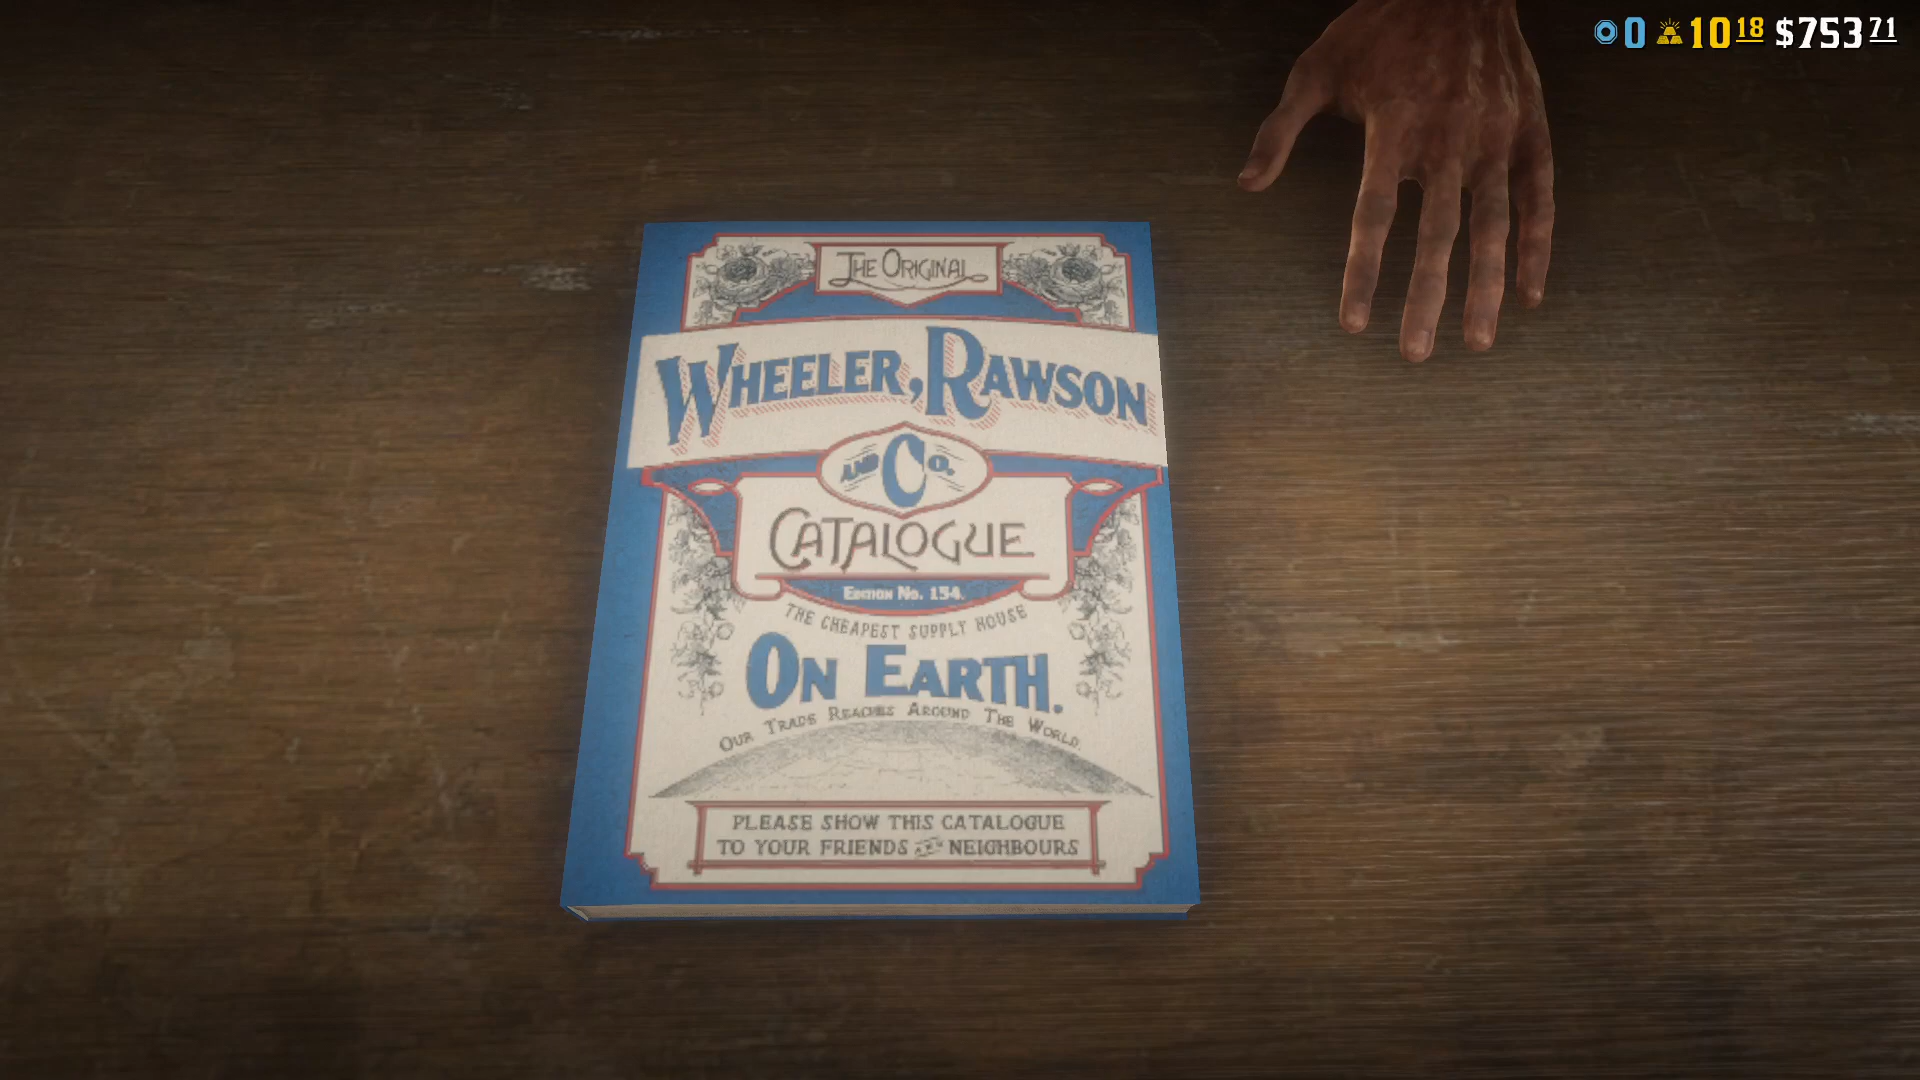 0 10 18 $753 71
THE ORIGINAL
WHEELER, RAWSON
AND CO.
CATALOGUE
EDITION No. 154.
THE CHEAPEST SUPPLY HOUSE
ON EARTH.
OUR TRADE REACHES AROUND THE WORLD.
PLEASE SHOW THIS CATALOGUE
TO YOUR FRIENDS AND NEIGHBOURS